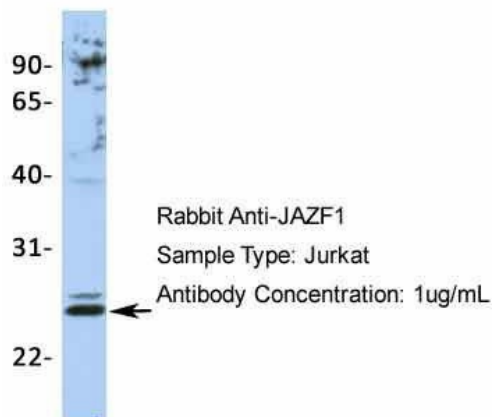 90-
65-
40-
31-
22-
Rabbit Anti-JAZF1
Sample Type: Jurkat
Antibody Concentration: 1ug/mL